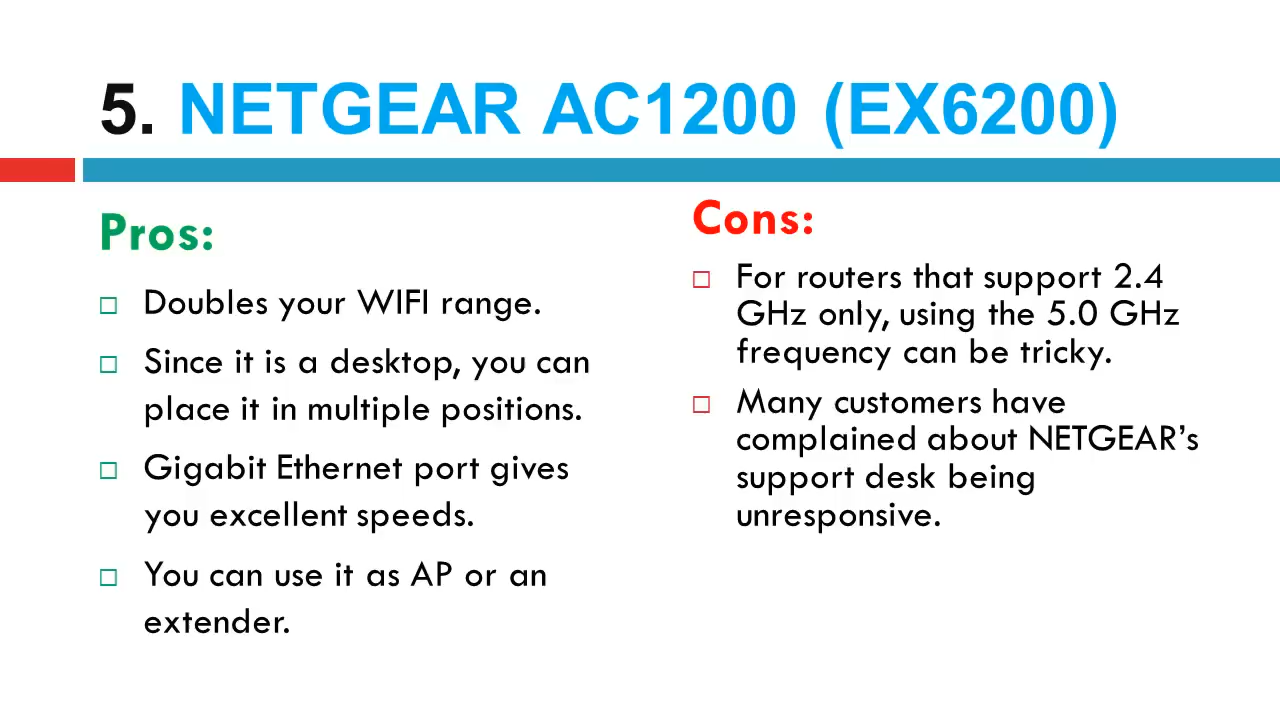 5. NETGEAR AC1200 (EX6200)
Pros:
Doubles your WIFI range.
Since it is a desktop, you can
place it in multiple positions.
Gigabit Ethernet port gives
you excellent speeds.
You can use it as AP or an
extender.
Cons:
For routers that support 2.4
GHz only, using the 5.0 GHz
frequency can be tricky.
Many customers have
complained about NETGEAR’s
support desk being
unresponsive.